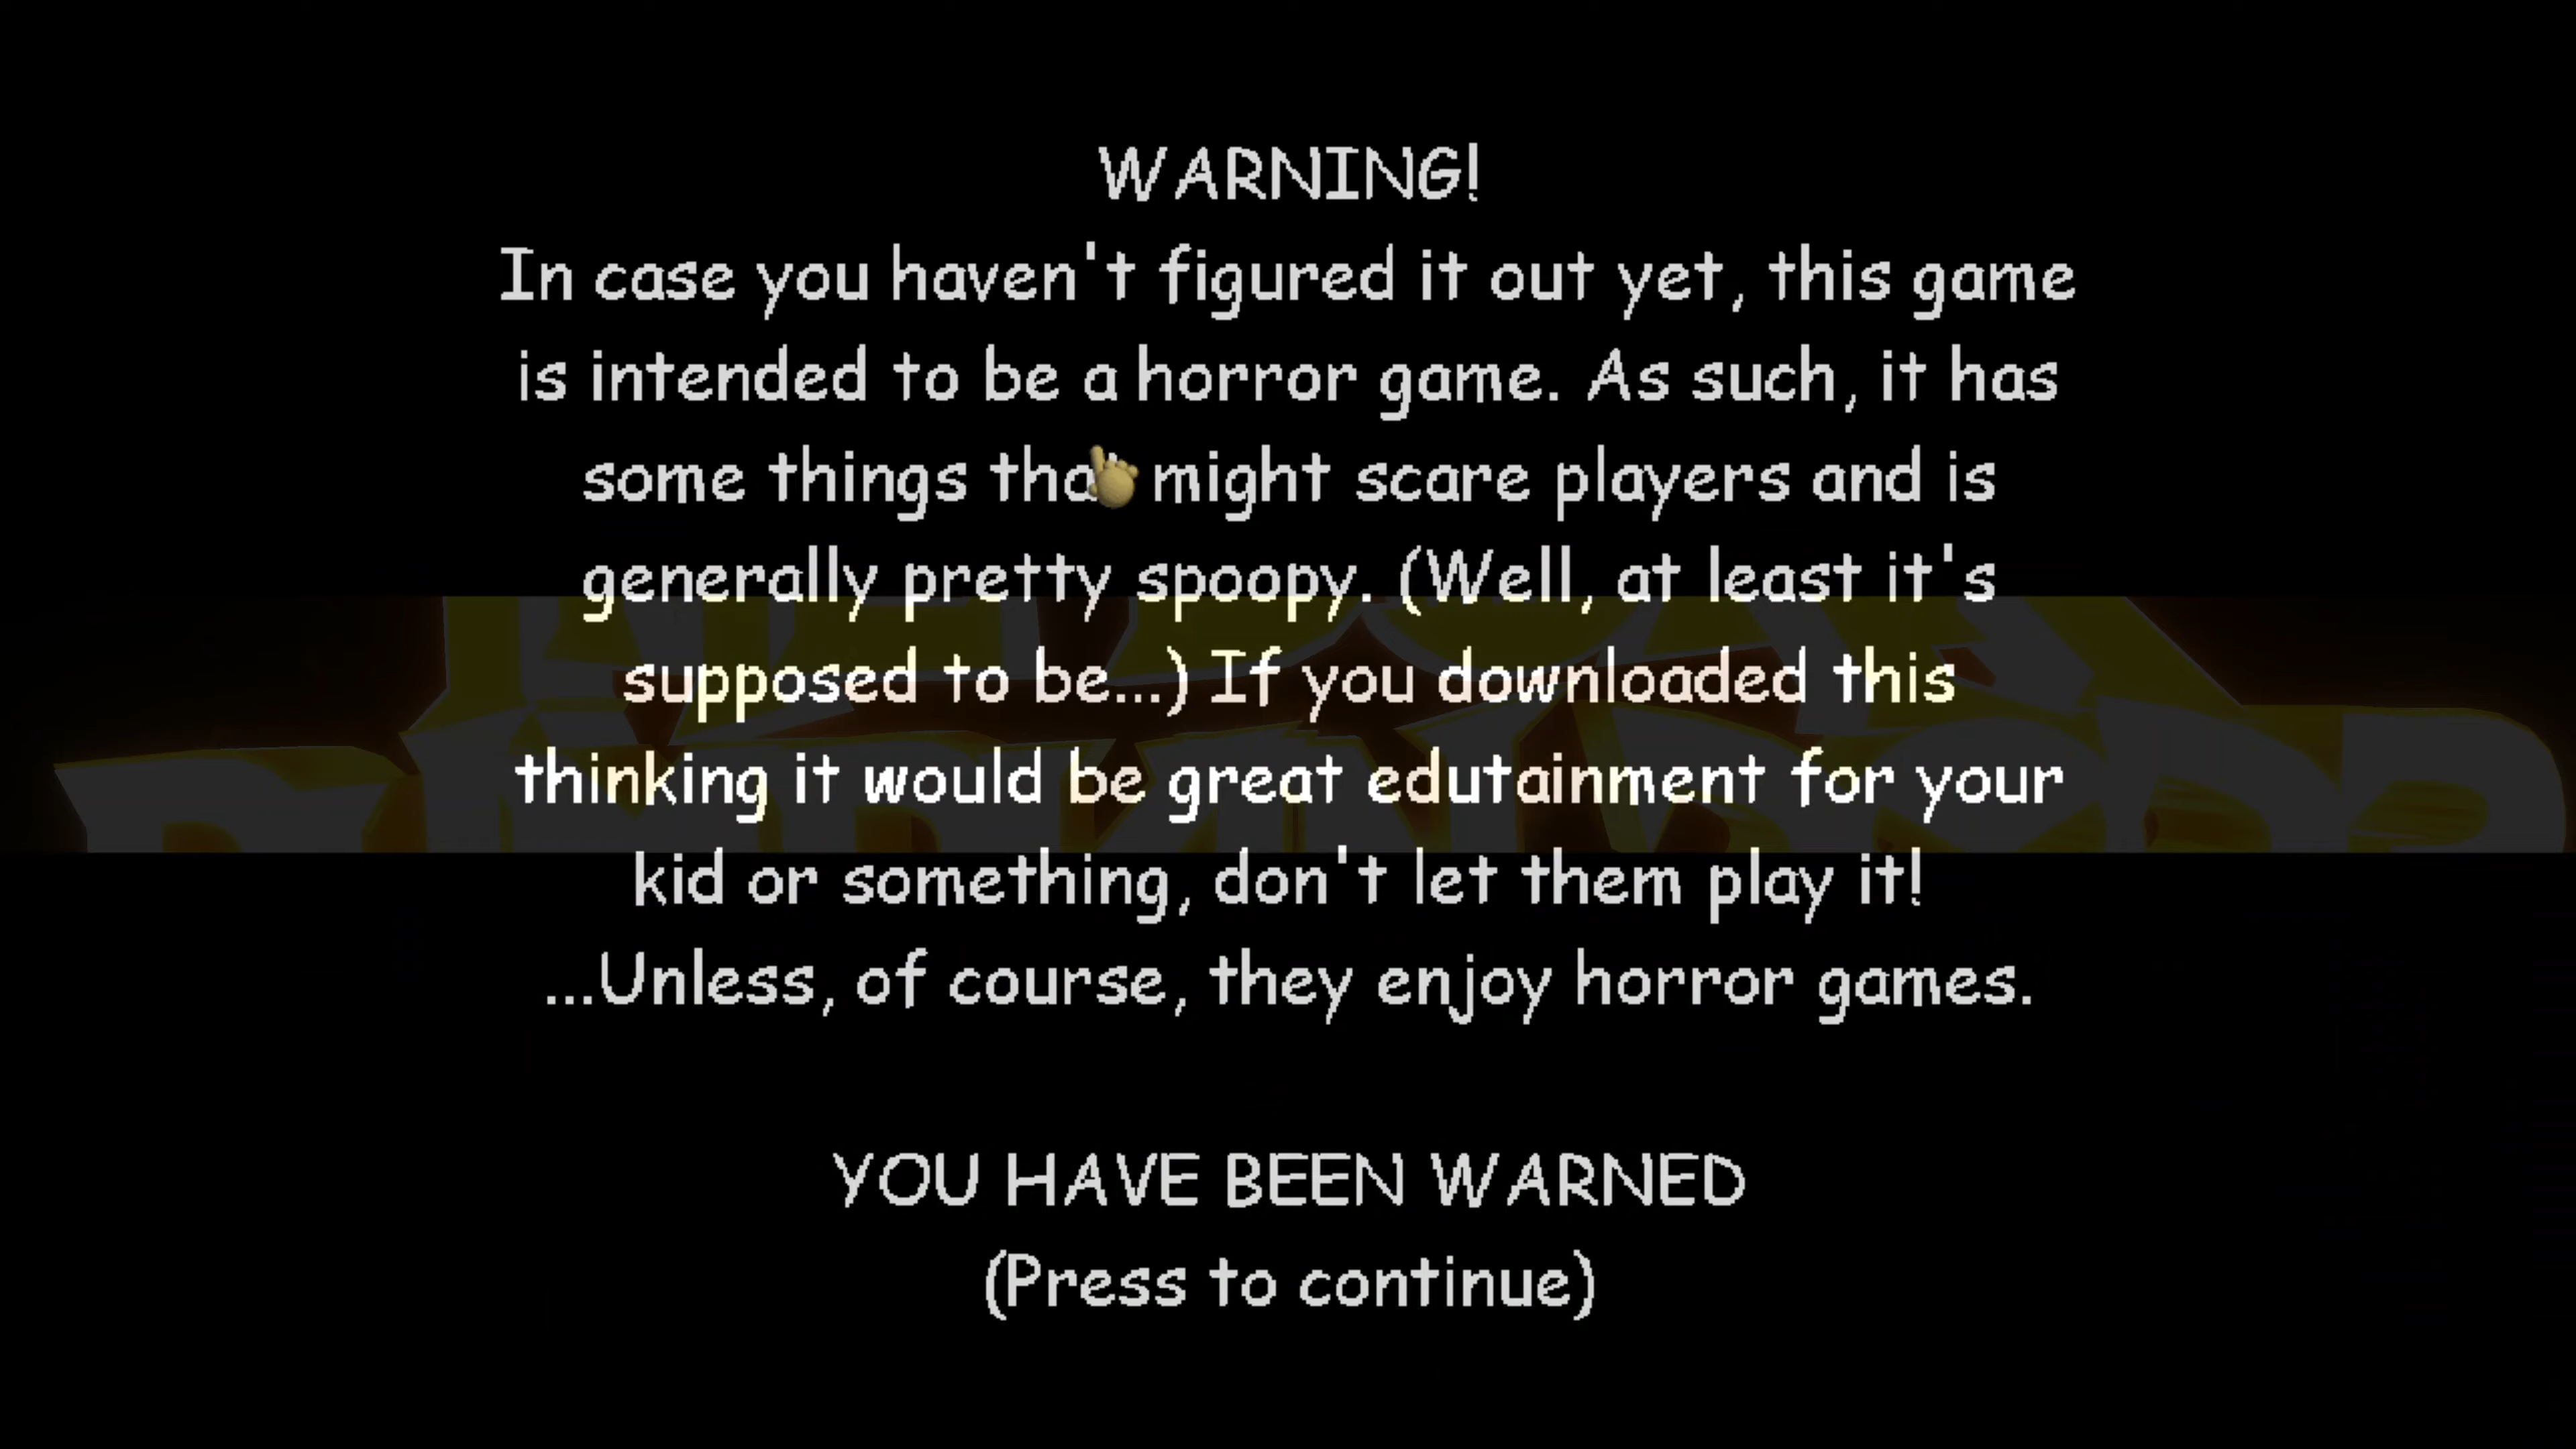 WARNING!
In case you haven't figured it out yet, this game
is intended to be a horror game. As such, it has
some things that might scare players and is
generally pretty spoopy. (Well, at least it's
supposed to be...) If you downloaded this
thinking it would be great edutainment for your
kid or something, don't let them play it!
...Unless, of course, they enjoy horror games.
YOU HAVE BEEN WARNED
(Press to continue)